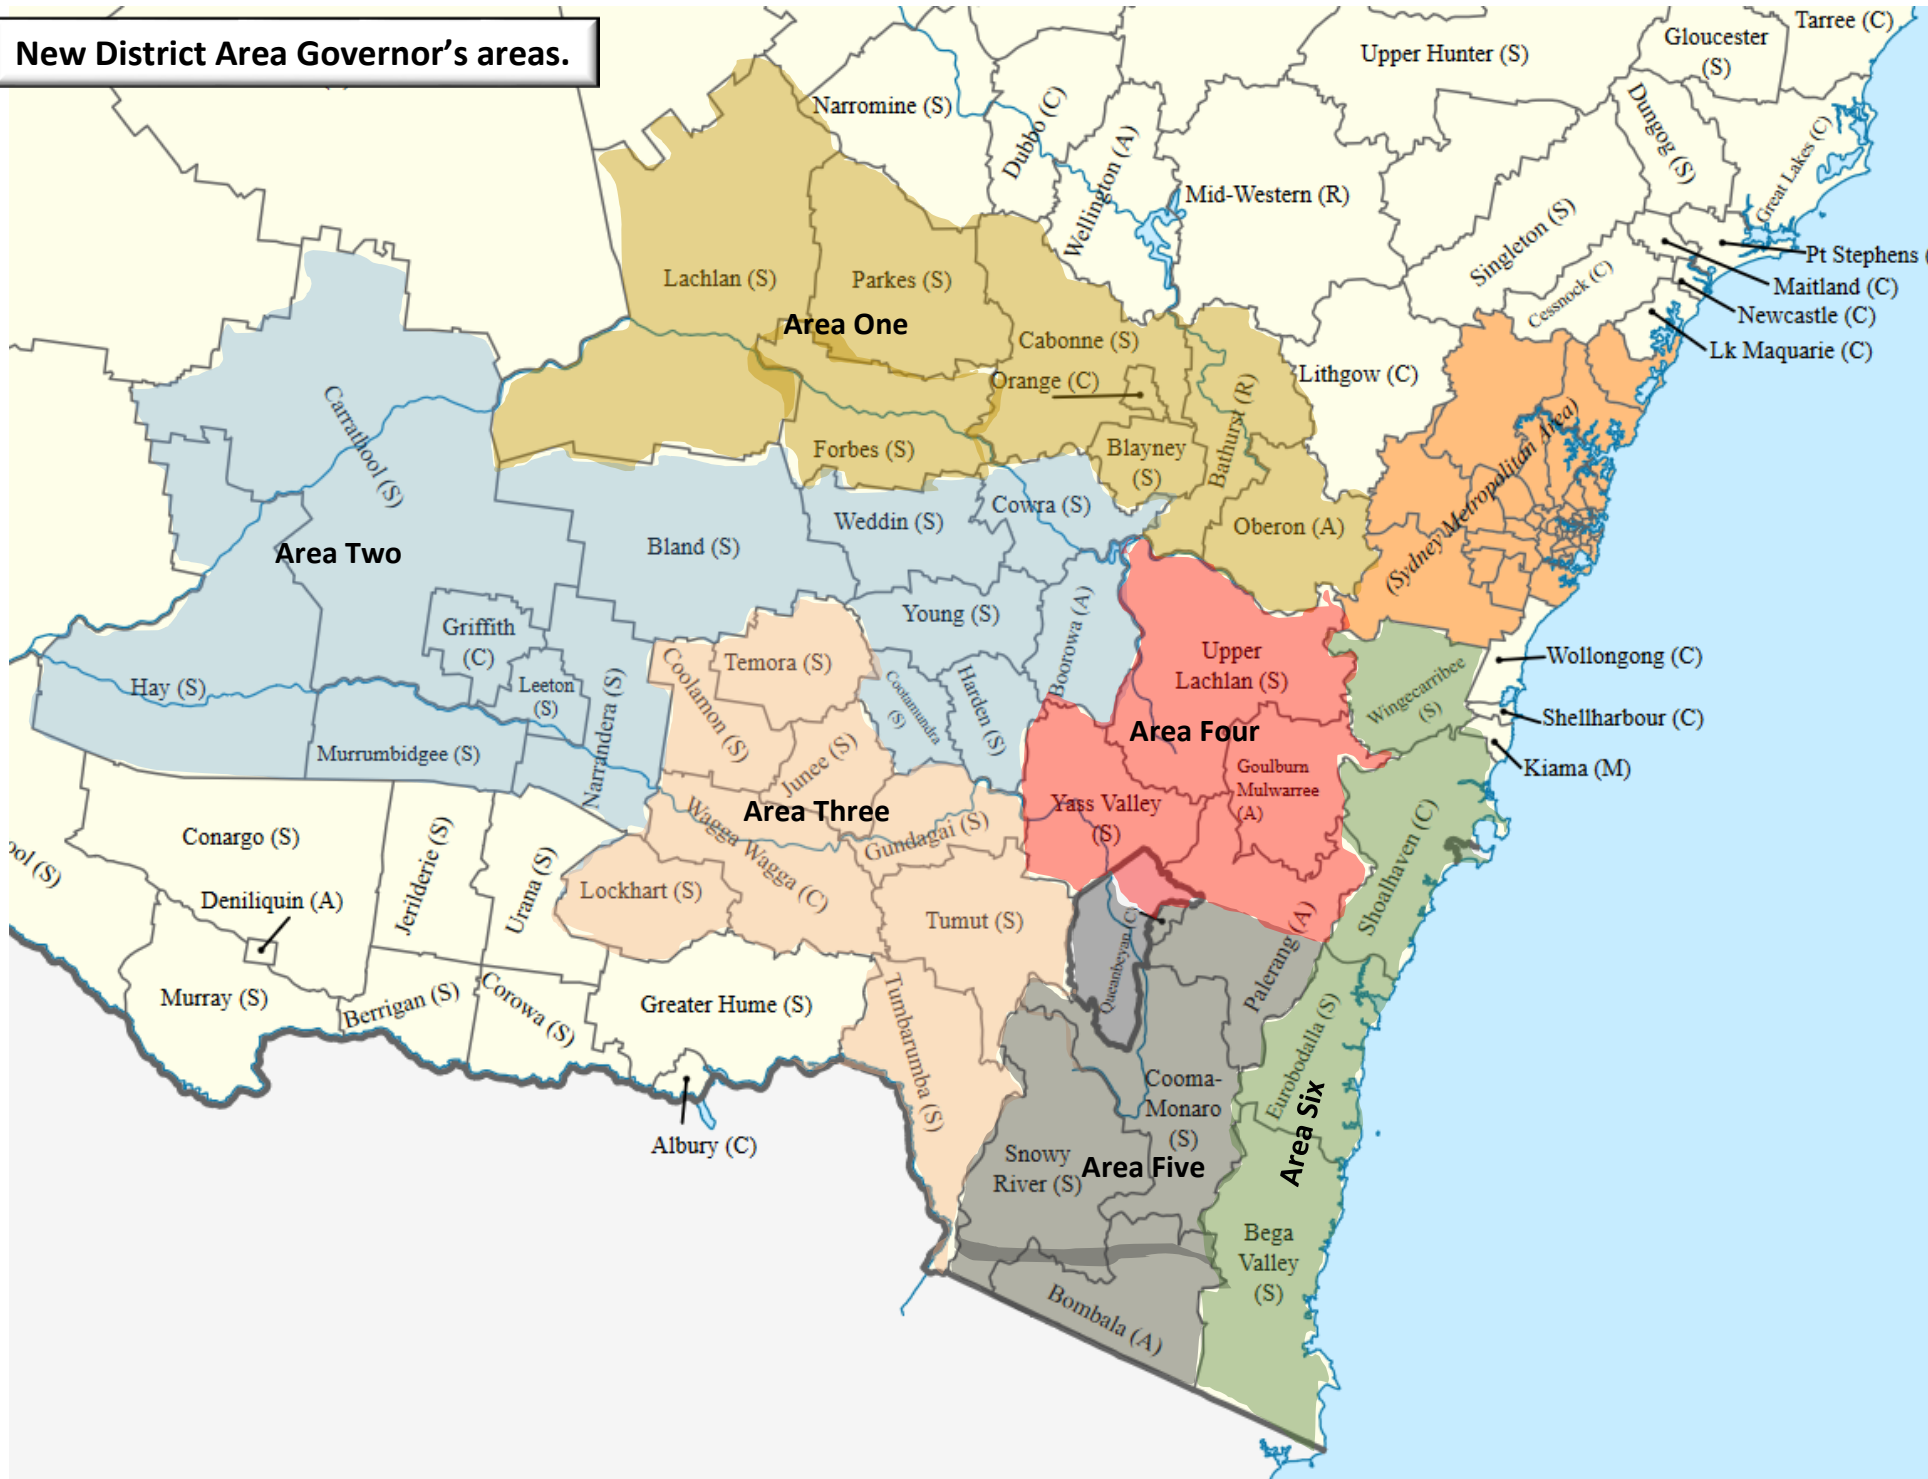 New District Area Governor's areas.
Tarree (C)
Gloucester
(S)
Upper Hunter (S)
Narromine (S)
Dubbo (C)
Wellington (A)
Dungog (S)
Great Lakes (C)
Mid-Western (R)
Singleton (S)
Pt Stephens (
Maitland (C)
Cessnock (C)
Newcastle (C)
Lk Maquarie (C)
Lachlan (S)
Parkes (S)
Area One
Cabonne (S)
Orange (C)
Lithgow (C)
Bathurst (R)
Blayney
(S)
Forbes (S)
Carrathool (S)
(Sydney Metropolitan Area)
Cowra (S)
Weddin (S)
Oberon (A)
Bland (S)
Area Two
Young (S)
Boorowa (A)
Griffith
(C)
Leeton
(S)
Hay (S)
Narrandera (S)
Murrumbidgee (S)
Coolamon (S)
Temora (S)
Cootamundra
(S)
Harden (S)
Upper
Lachlan (S)
Wingecarribee
(S)
Wollongong (C)
Shellharbour (C)
Kiama (M)
Area Four
Goulburn
Mulwarree
(A)
Yass Valley
(S)
Junee (S)
Area Three
Wagga Wagga (C)
Gundagai (S)
Conargo (S)
ool (S)
Jerilderie (S)
Urana (S)
Deniliquin (A)
Lockhart (S)
Tumut (S)
Queanbeyan (C)
Palerang (A)
Shoalhaven (C)
Murray (S)
Berrigan (S)
Corowa (S)
Greater Hume (S)
Tumbarumba (S)
Albury (C)
Eurobodalla (S)
Area Six
Cooma-
Monaro
(S)
Snowy
River (S)
Area Five
Bega
Valley
(S)
Bombala (A)